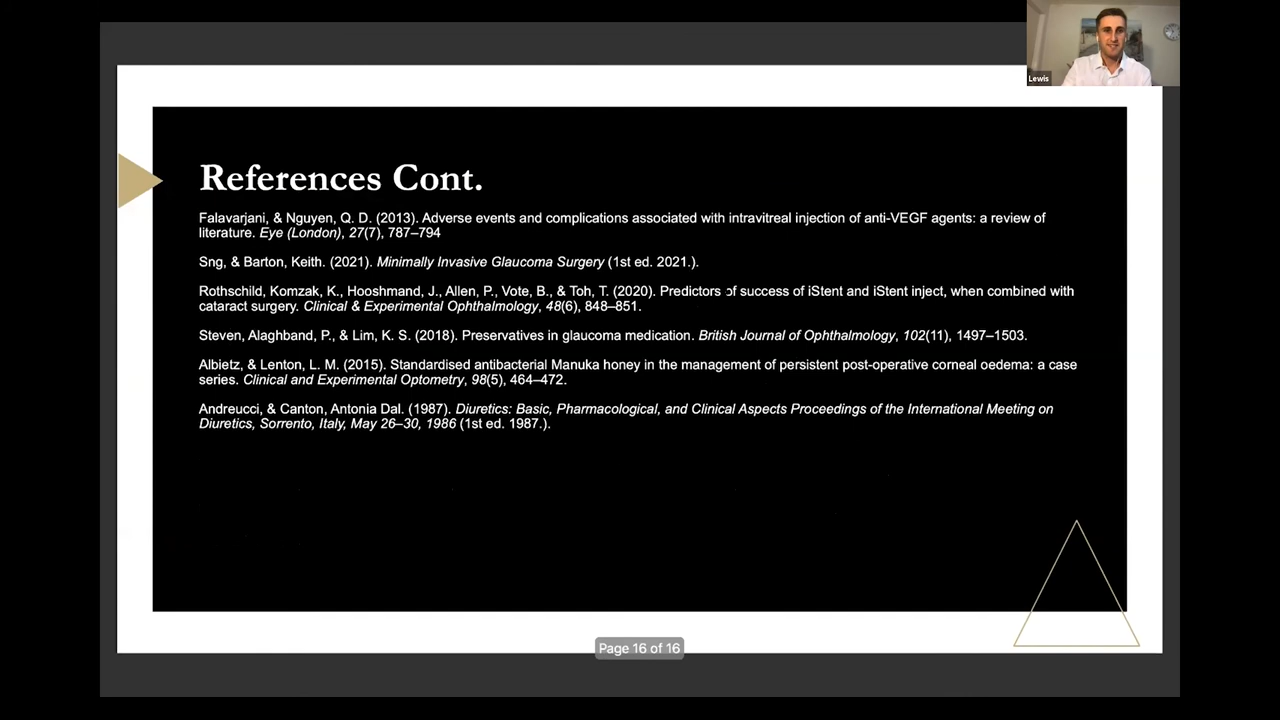 Lewis
References Cont.
Falavarjani, & Nguyen, Q. D. (2013). Adverse events and complications associated with intravitreal injection of anti-VEGF agents: a review of
literature. Eye (London), 27(7), 787–794
Sng, & Barton, Keith. (2021). Minimally Invasive Glaucoma Surgery (1st ed. 2021.).
Rothschild, Komzak, K., Hooshmand, J., Allen, P., Vote, B., & Toh, T. (2020). Predictors of success of iStent and iStent inject, when combined with
cataract surgery. Clinical & Experimental Ophthalmology, 48(6), 848–851.
Steven, Alaghband, P., & Lim, K. S. (2018). Preservatives in glaucoma medication. British Journal of Ophthalmology, 102(11), 1497–1503.
Albietz, & Lenton, L. M. (2015). Standardised antibacterial Manuka honey in the management of persistent post-operative corneal oedema: a case
series. Clinical and Experimental Optometry, 98(5), 464–472.
Andreucci, & Canton, Antonia Dal. (1987). Diuretics: Basic, Pharmacological, and Clinical Aspects Proceedings of the International Meeting on
Diuretics, Sorrento, Italy, May 26–30, 1986 (1st ed. 1987.).
Page 16 of 16